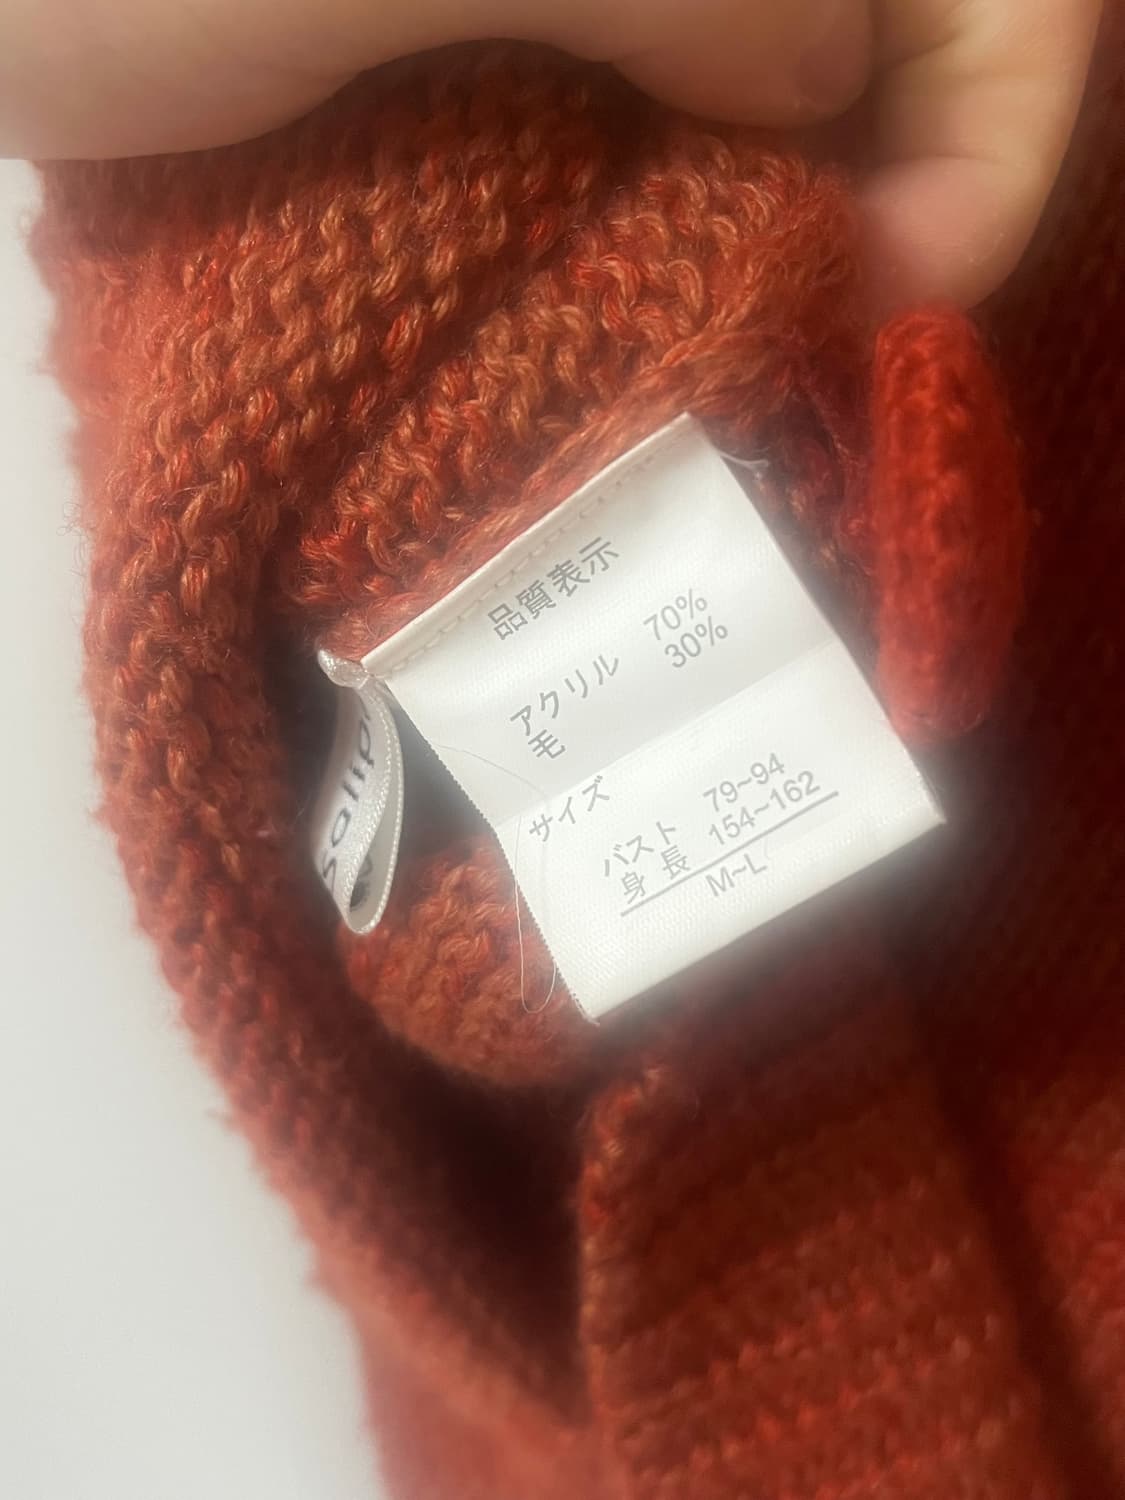 品質表示
アクリル 70%
毛 30%
サイズ
バスト 79~94
身長 154~162
M~L